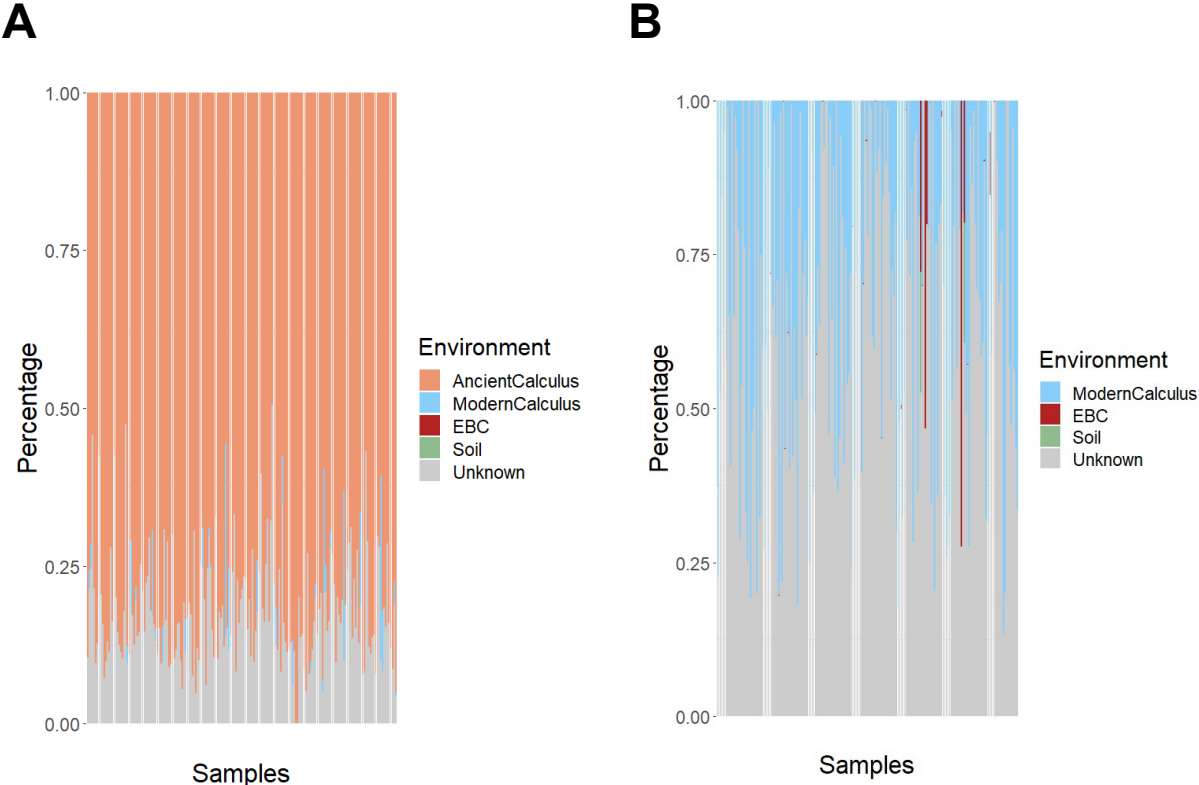 A
1.00
0.75
0.50
0.25
0.00
Percentage
Samples
Environment
AncientCalculus
ModernCalculus
EBC
Soil
Unknown
B
1.00
0.75
0.50
0.25
0.00
Percentage
Samples
Environment
ModernCalculus
EBC
Soil
Unknown